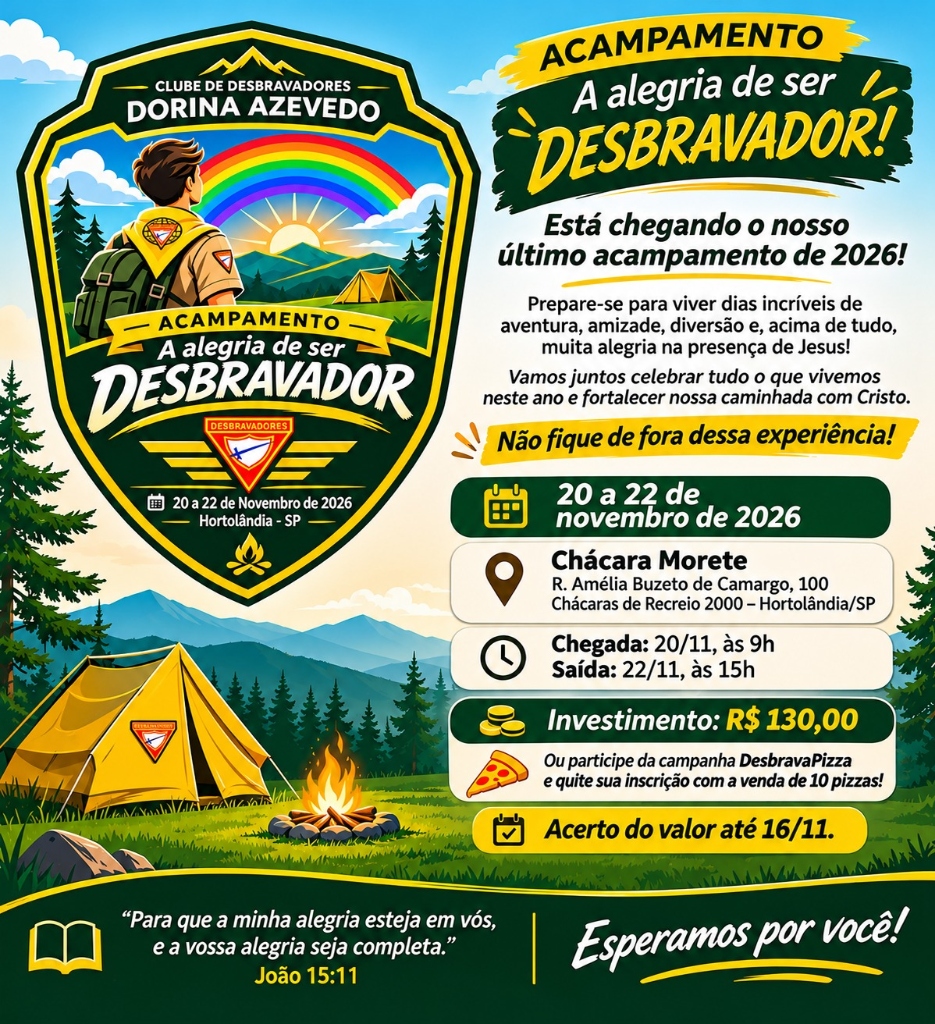 CLUBE DE DESBRAVADORES
DORINA AZEVEDO
ACAMPAMENTO
A alegria de ser
DESBRAVADOR
DESBRAVADORES
20 a 22 de Novembro de 2026
Hortolândia - SP
ACAMPAMENTO
A alegria de ser
DESBRAVADOR!
Está chegando o nosso
último acampamento de 2026!
Prepare-se para viver dias incríveis de
aventura, amizade, diversão e, acima de tudo,
muita alegria na presença de Jesus!
Vamos juntos celebrar tudo o que vivemos
neste ano e fortalecer nossa caminhada com Cristo.
Não fique de fora dessa experiência!
20 a 22 de
novembro de 2026
Chácara Morete
R. Amélia Buzeto de Camargo, 100
Chácaras de Recreio 2000 – Hortolândia/SP
Chegada: 20/11, às 9h
Saída: 22/11, às 15h
Investimento: R$ 130,00
Ou participe da campanha DesbravaPizza
e quite sua inscrição com a venda de 10 pizzas!
Acerto do valor até 16/11.
“Para que a minha alegria esteja em vós,
e a vossa alegria seja completa.”
João 15:11
Esperamos por você!